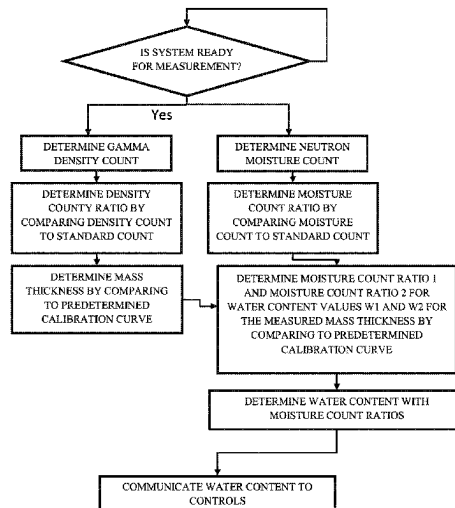 IS SYSTEM READY
FOR MEASUREMENT?
Yes
DETERMINE GAMMA
DENSITY COUNT
DETERMINE NEUTRON
MOISTURE COUNT
DETERMINE DENSITY
COUNTY RATIO BY
COMPARING DENSITY COUNT
TO STANDARD COUNT
DETERMINE MOISTURE
COUNT RATIO BY
COMPARING MOISTURE
COUNT TO STANDARD COUNT
DETERMINE MASS
THICKNESS BY COMPARING
TO PREDETERMINED
CALIBRATION CURVE
DETERMINE MOISTURE COUNT RATIO 1
AND MOISTURE COUNT RATIO 2 FOR
WATER CONTENT VALUES W1 AND W2 FOR
THE MEASURED MASS THICKNESS BY
COMPARING TO PREDETERMINED
CALIBRATION CURVE
DETERMINE WATER CONTENT WITH
MOISTURE COUNT RATIOS
COMMUNICATE WATER CONTENT TO
CONTROLS